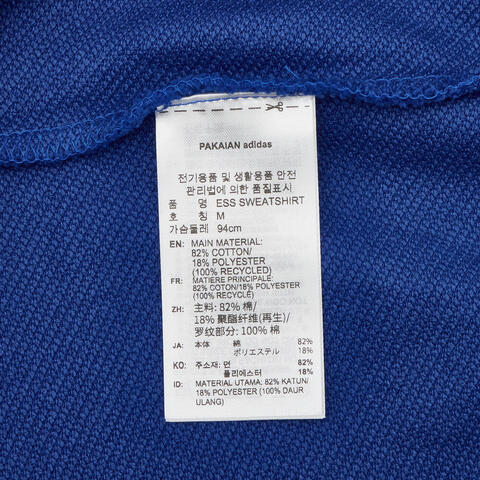 PAKAIAN adidas
전기용품 및 생활용품 안전
관리법에 의한 품질표시
품 명 ESS SWEATSHIRT
호 칭 M
가슴둘레 94cm
EN: MAIN MATERIAL:
82% COTTON/
18% POLYESTER
(100% RECYCLED)
FR: MATIERE PRINCIPALE:
82% COTON/18% POLYESTER
(100% RECYCLÉ)
ZH: 主料: 82% 棉/
18% 聚酯纤维(再生)/
罗纹部分: 100% 棉
JA: 本体 綿 82%
ポリエステル 18%
KO: 주소재: 면 82%
폴리에스터 18%
ID: MATERIAL UTAMA: 82% KATUN/
18% POLYESTER (100% DAUR
ULANG)